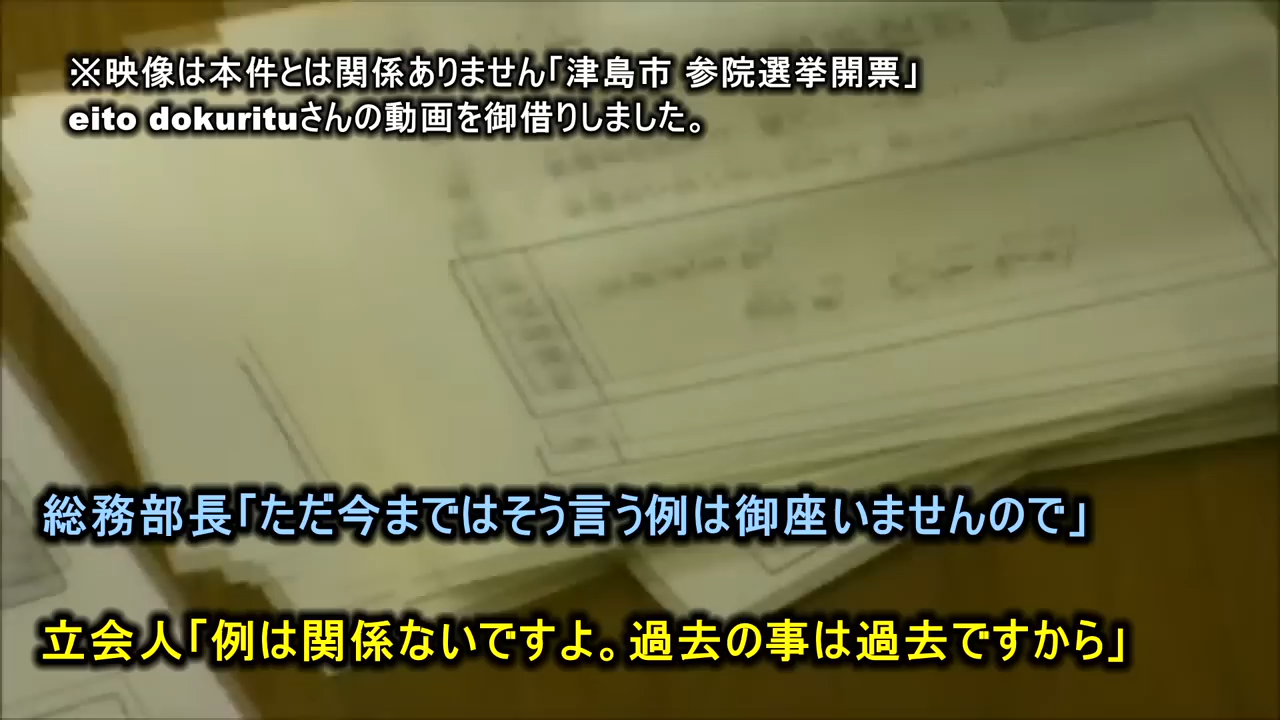 ※映像は本件とは関係ありません「津島市 参院選挙開票」
eito dokurituさんの動画を御借りしました。
総務部長「ただ今まではそう言う例は御座いませんので」
立会人「例は関係ないですよ。過去の事は過去ですから」